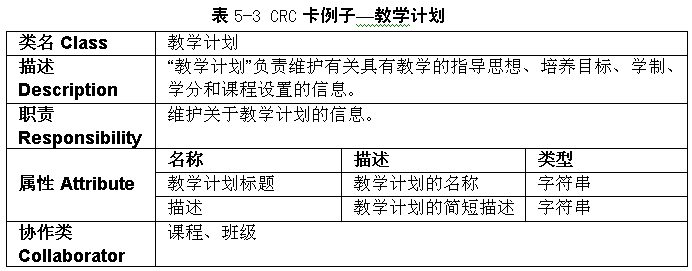 表 5-3 CRC 卡例子—教学计划
类名 Class 教学计划
描述 Description “教学计划”负责维护有关具有教学的指导思想、培养目标、学制、
学分和课程设置的信息。
职责 Responsibility 维护关于教学计划的信息。
属性 Attribute 名称 描述 类型
教学计划标题 教学计划的名称 字符串
描述 教学计划的简短描述 字符串
协作类 Collaborator 课程、班级